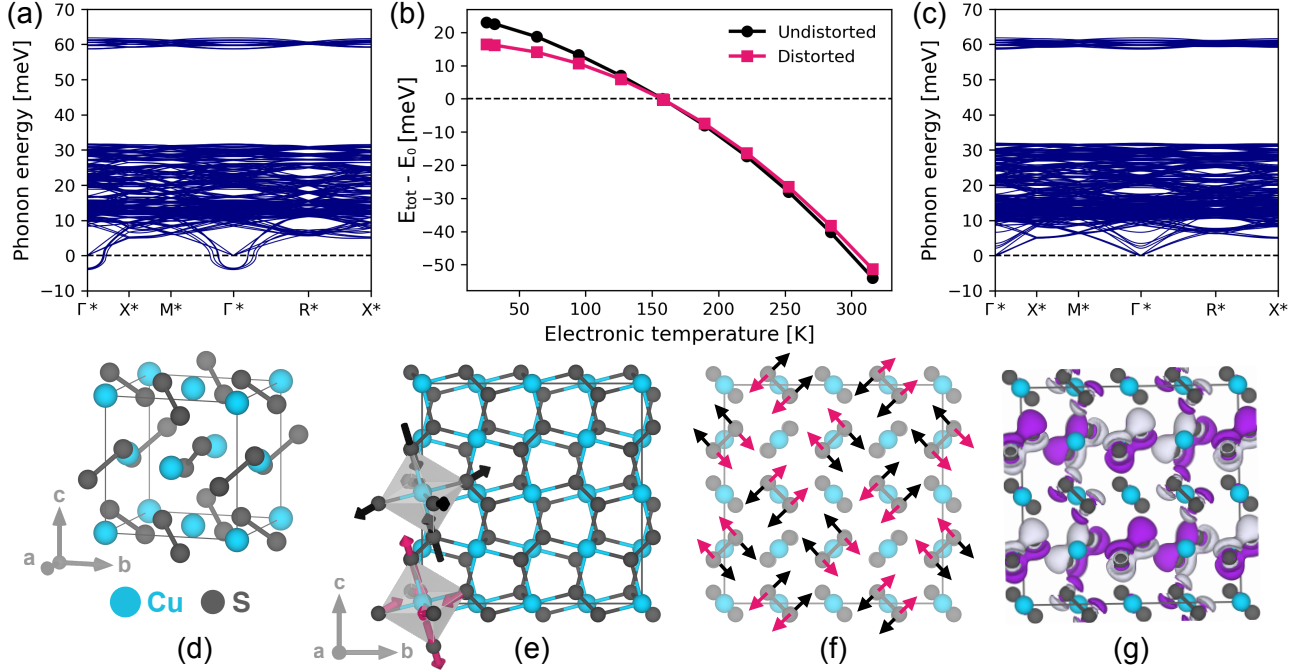 (a)
Phonon energy [meV]
70
60
50
40
30
20
10
0
−10
Γ* X* M* Γ* R* X*
(b)
E_tot - E_0 [meV]
20
10
0
−10
−20
−30
−40
−50
Undistorted
Distorted
50 100 150 200 250 300
Electronic temperature [K]
(c)
Phonon energy [meV]
70
60
50
40
30
20
10
0
−10
Γ* X* M* Γ* R* X*
c
a
b
Cu S
(d)
c
a b
(e)
(f)
(g)